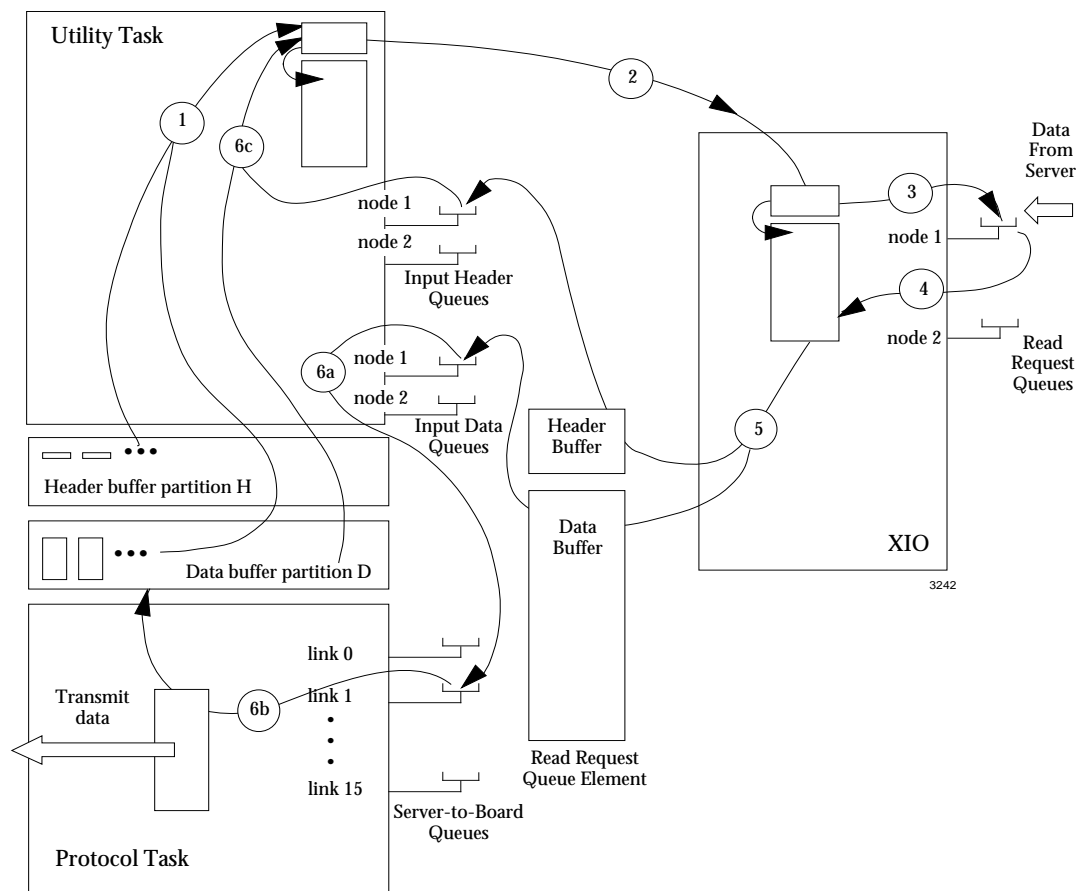 Utility Task
1
6c
2
Data
From
Server
3
node 1
4
node 2
Read
Request
Queues
node 1
node 2
Input Header
Queues
6a
node 1
node 2
Input Data
Queues
Header
Buffer
5
Header buffer partition H
Data
Buffer
Data buffer partition D
XIO
3242
link 0
Transmit
data
6b
link 1
link 15
Read Request
Queue Element
Server-to-Board
Queues
Protocol Task